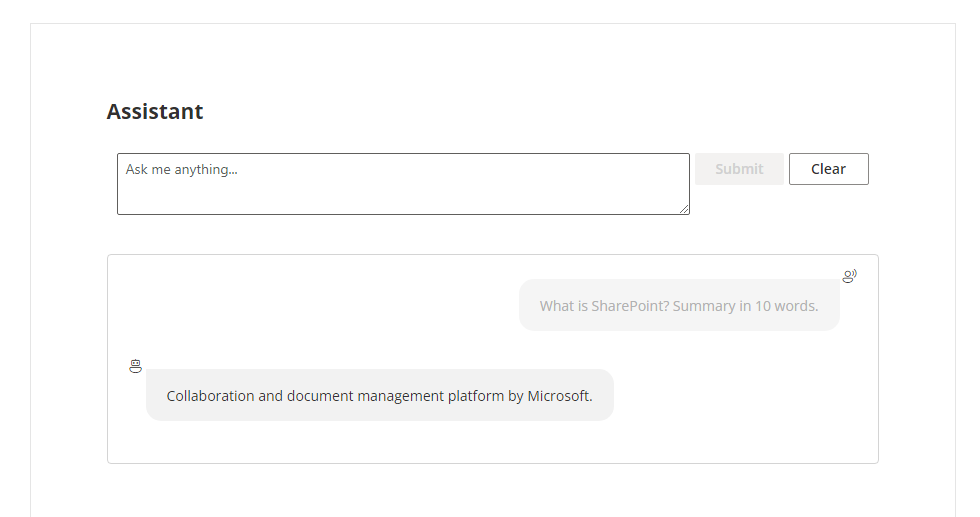 Assistant
Ask me anything...
Submit
Clear
What is SharePoint? Summary in 10 words.
Collaboration and document management platform by Microsoft.